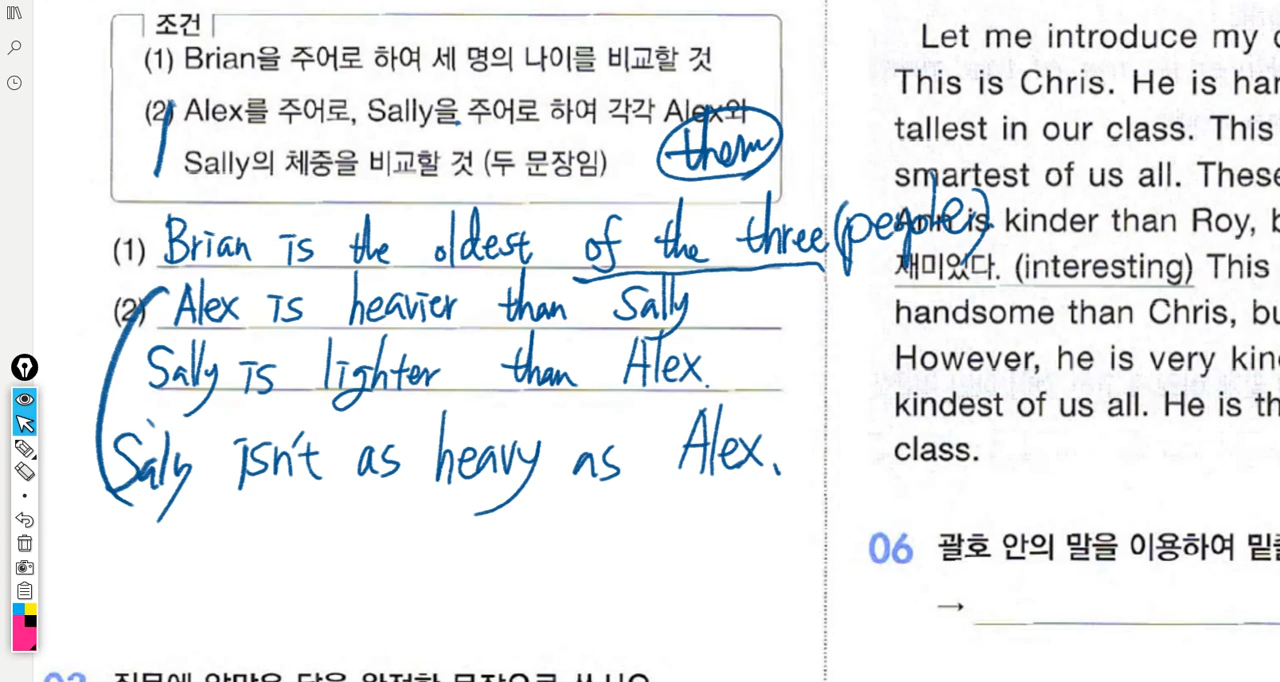 조건
(1) Brian을 주어로 하여 세 명의 나이를 비교할 것
(2) Alex를 주어로, Sally을 주어로 하여 각각 Alex와
Sally의 체중을 비교할 것 (두 문장임)
them
(1) Brian is the oldest of the three (people)
(2) Alex is heavier than Sally
Sally is lighter than Alex.
Sally isn't as heavy as Alex.
Let me introduce my
This is Chris. He is
tallest in our class. This
smartest of us all. These
Ann is kinder than Roy,
재미있다. (interesting) This
handsome than Chris,
However, he is very
kindest of us all. He is
class.
06 괄호 안의 말을 이용하여
→